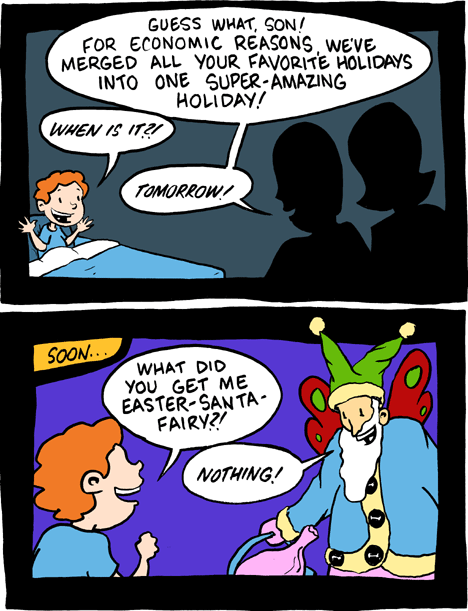 GUESS WHAT, SON!
FOR ECONOMIC REASONS, WE'VE
MERGED ALL YOUR FAVORITE HOLIDAYS
INTO ONE SUPER-AMAZING
HOLIDAY!
WHEN IS IT?!
TOMORROW!
SOON...
WHAT DID
YOU GET ME
EASTER-SANTA-
FAIRY?!
NOTHING!